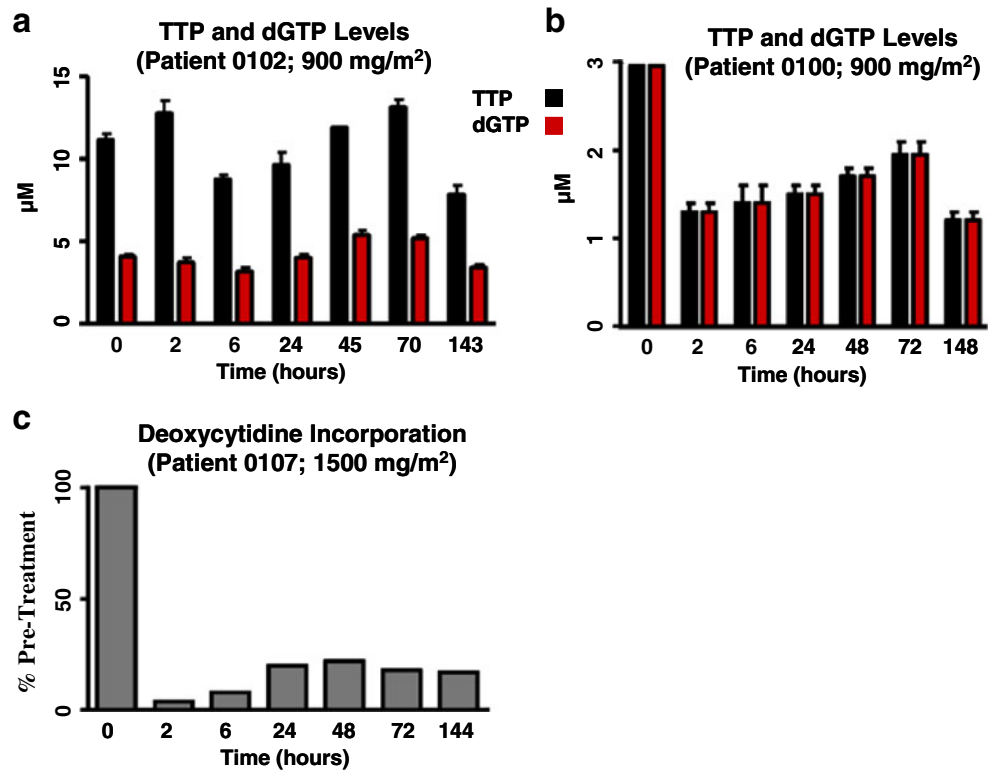 a
TTP and dGTP Levels
(Patient 0102; 900 mg/m²)
15
10
5
0
µM
0 2 6 24 45 70 143
Time (hours)
TTP
dGTP
b
TTP and dGTP Levels
(Patient 0100; 900 mg/m²)
3
2
1
0
µM
0 2 6 24 48 72 148
Time (hours)
c
Deoxycytidine Incorporation
(Patient 0107; 1500 mg/m²)
100
50
0
% Pre-Treatment
0 2 6 24 48 72 144
Time (hours)